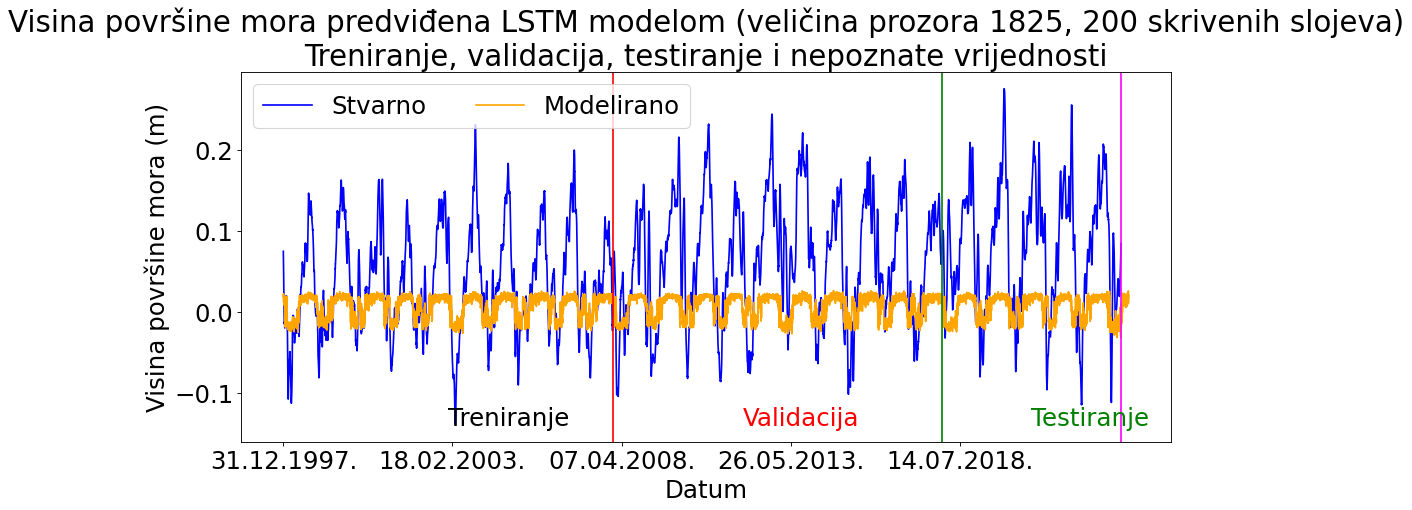 Visina površine mora predviđena LSTM modelom (veličina prozora 1825, 200 skrivenih slojeva)
Treniranje, validacija, testiranje i nepoznate vrijednosti
Stvarno Modelirano
Visina površine mora (m)
0.2
0.1
0.0
−0.1
Treniranje Validacija Testiranje
31.12.1997. 18.02.2003. 07.04.2008. 26.05.2013. 14.07.2018.
Datum